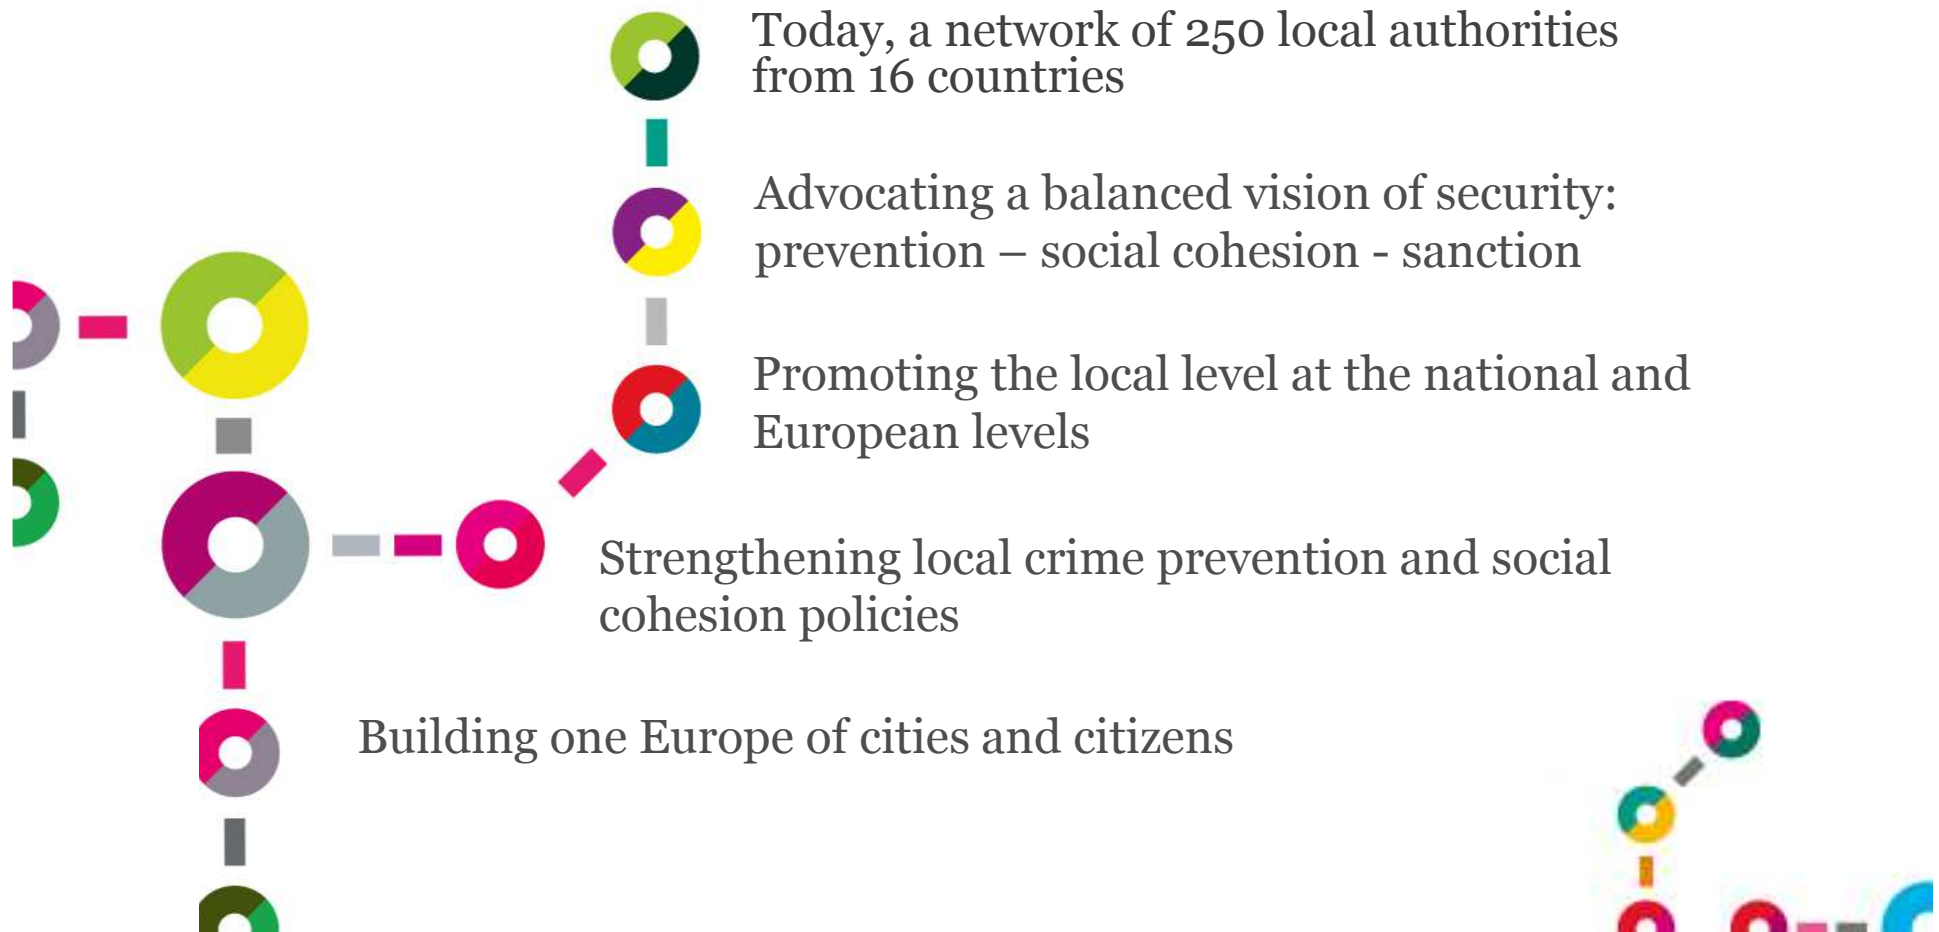 Today, a network of 250 local authorities
from 16 countries
Advocating a balanced vision of security:
prevention – social cohesion - sanction
Promoting the local level at the national and
European levels
Strengthening local crime prevention and social
cohesion policies
Building one Europe of cities and citizens